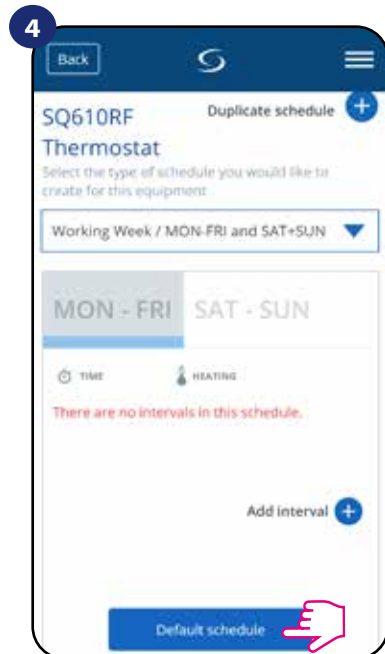 4
Back
SQ610RF
Thermostat
Duplicate schedule
Select the type of schedule you would like to
create for this equipment
Working Week / MON-FRI and SAT+SUN
MON - FRI SAT - SUN
TIME HEATING
There are no intervals in this schedule.
Add interval
Default schedule